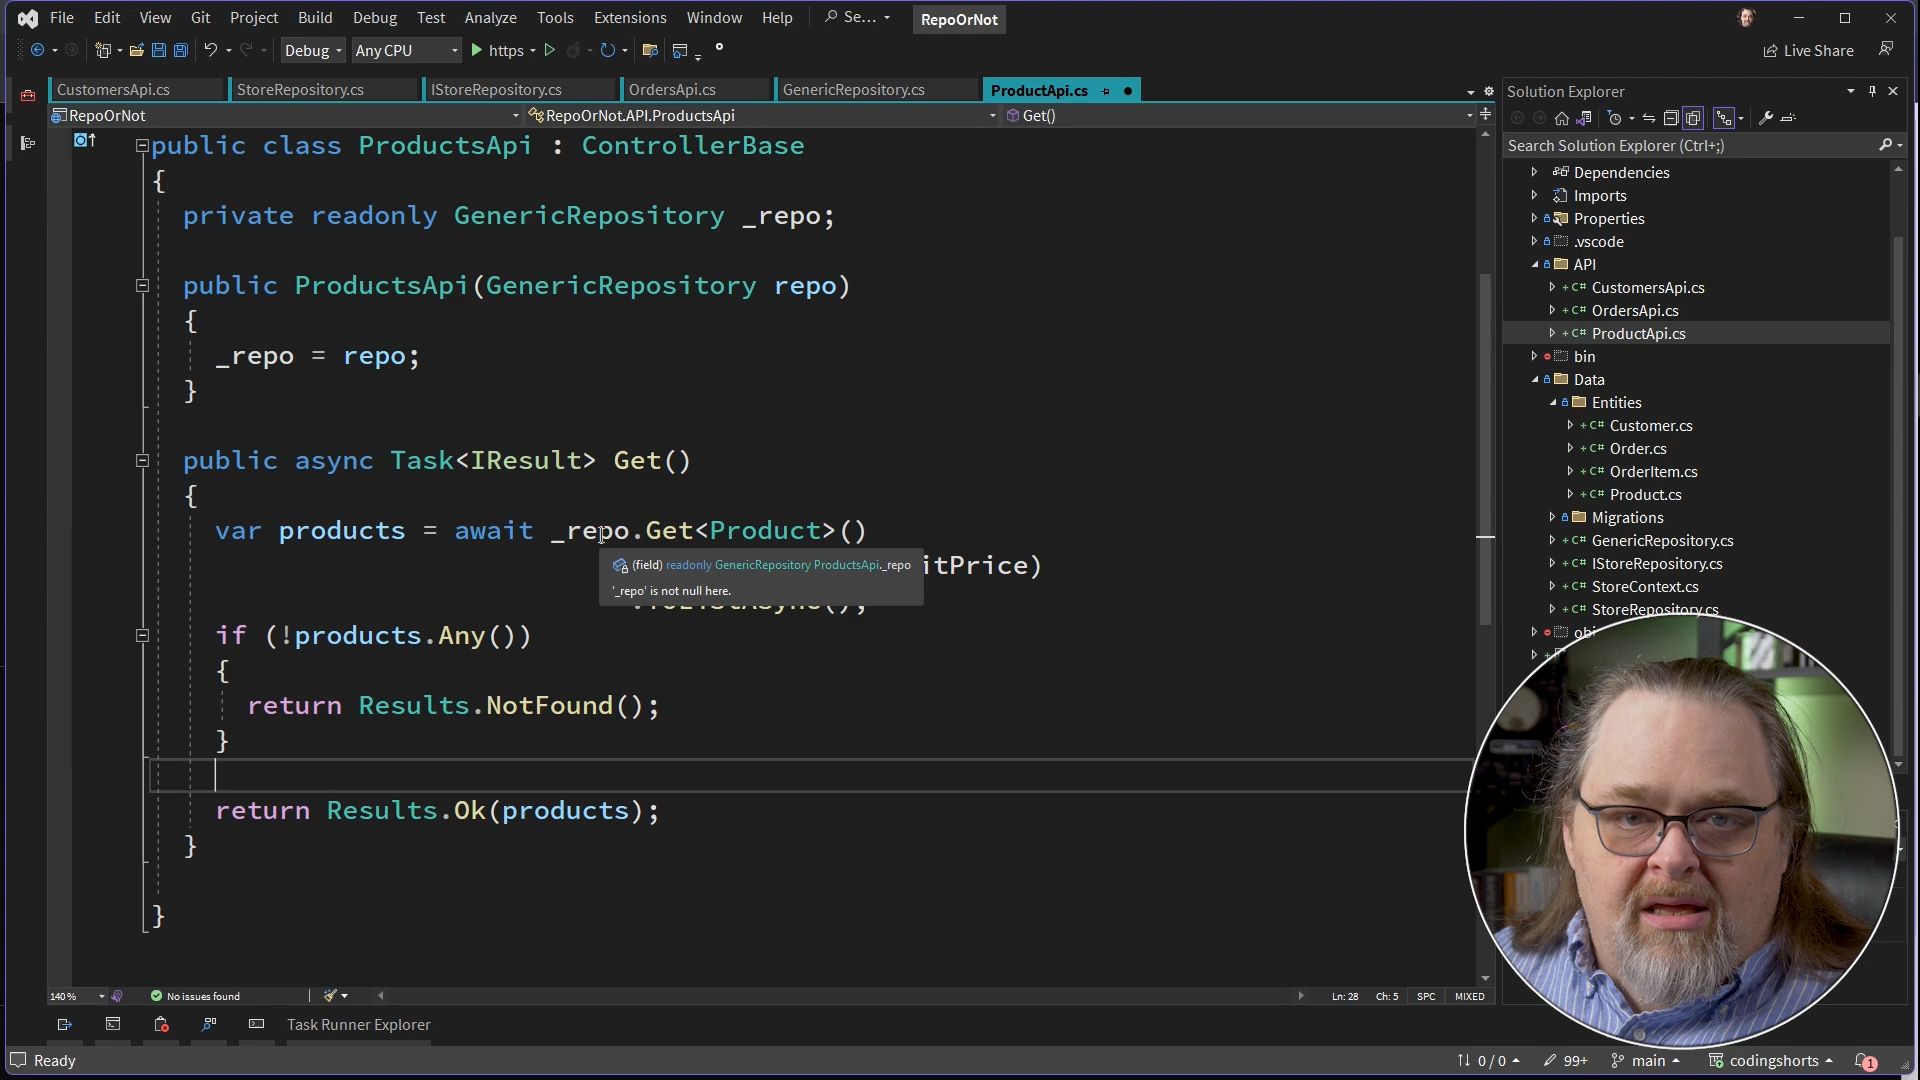 File Edit View Git Project Build Debug Test Analyze Tools Extensions Window Help Se... RepoOrNot
Debug Any CPU https Live Share
CustomersApi.cs StoreRepository.cs IStoreRepository.cs OrdersApi.cs GenericRepository.cs ProductApi.cs
RepoOrNot RepoOrNot.API.ProductsApi Get()
public class ProductsApi : ControllerBase
{
private readonly GenericRepository _repo;
public ProductsApi(GenericRepository repo)
{
_repo = repo;
}
public async Task<IResult> Get()
{
var products = await _repo.Get<Product>()
itPrice)
(field) readonly GenericRepository ProductsApi._repo
'_repo' is not null here.
.ToListAsync();
if (!products.Any())
{
return Results.NotFound();
}
return Results.Ok(products);
}
}
Solution Explorer
Search Solution Explorer (Ctrl+;)
Dependencies
Imports
Properties
.vscode
API
C# CustomersApi.cs
C# OrdersApi.cs
C# ProductApi.cs
bin
Data
Entities
C# Customer.cs
C# Order.cs
C# OrderItem.cs
C# Product.cs
Migrations
C# GenericRepository.cs
C# IStoreRepository.cs
C# StoreContext.cs
C# StoreRepository.cs
140 % No issues found Ln: 28 Ch: 5 SPC MIXED
Task Runner Explorer
Ready 0 / 0 99+ main codingshorts 1